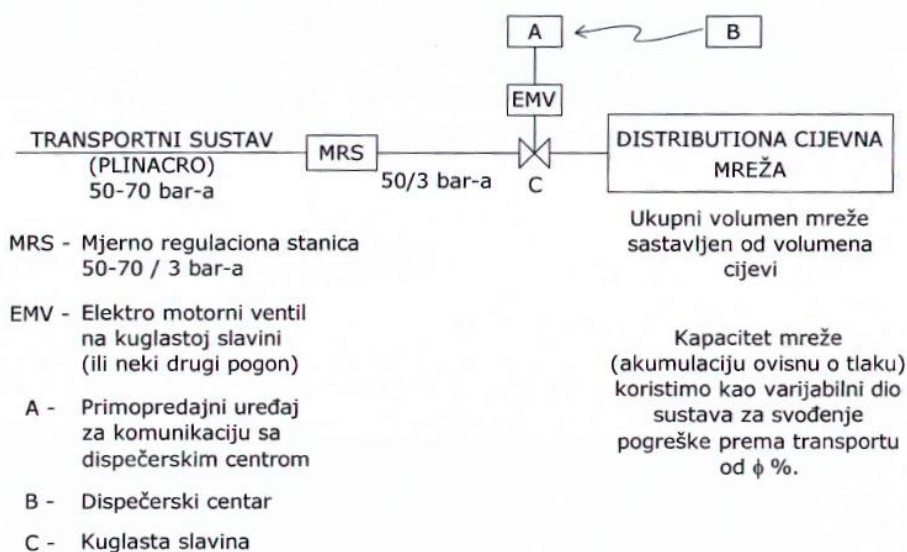 A
B
EMV
TRANSPORTNI SUSTAV
(PLINACRO)
50-70 bar-a
MRS
50/3 bar-a
C
DISTRIBUTIONA CIJEVNA
MREŽA
MRS - Mjerno regulaciona stanica
50-70 / 3 bar-a
EMV - Elektro motorni ventil
na kuglastoj slavini
(ili neki drugi pogon)
A - Primopredajni uređaj
za komunikaciju sa
dispečerskim centrom
B - Dispečerski centar
C - Kuglasta slavina
Ukupni volumen mreže
sastavljen od volumena
cijevi
Kapacitet mreže
(akumulaciju ovisnu o tlaku)
koristimo kao varijabilni dio
sustava za svođenje
pogreške prema transportu
od ϕ %.